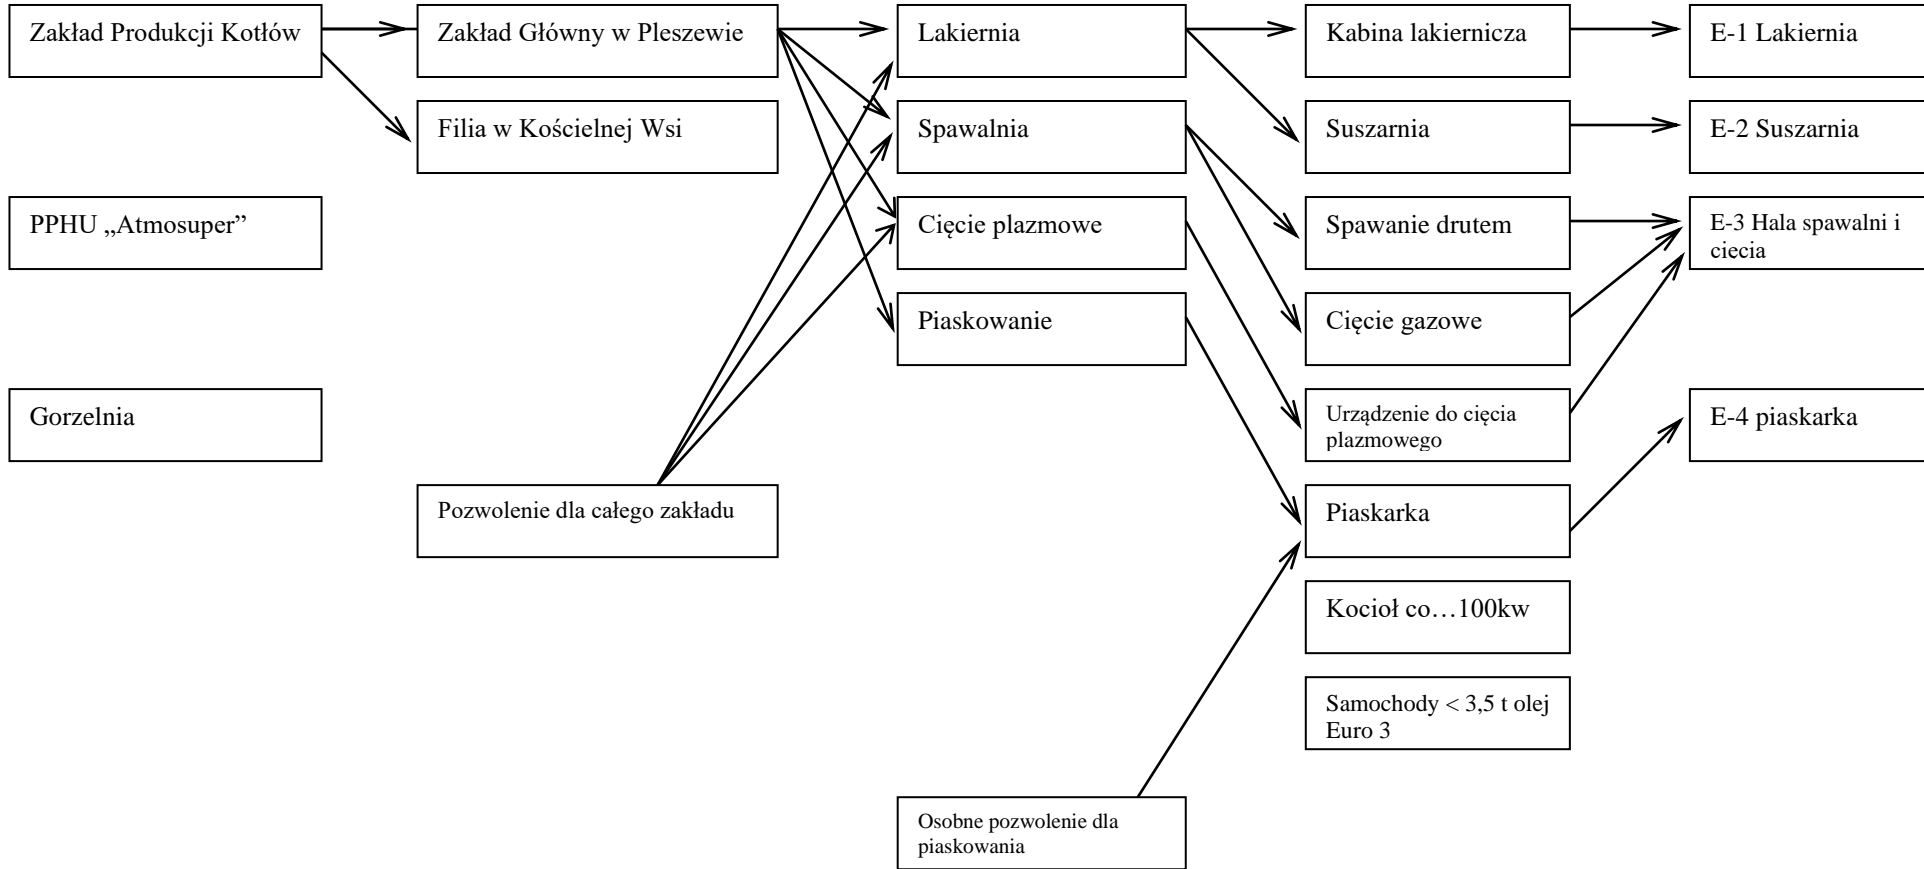 Zakład Produkcji Kotłów
Zakład Główny w Pleszewie
Lakiernia
Kabina lakiernicza
E-1 Lakiernia
Filia w Kościelnej Wsi
Spawalnia
Suszarnia
E-2 Suszarnia
PPHU „Atmosuper”
Cięcie plazmowe
Spawanie drutem
E-3 Hala spawalni i
cięcia
Piaskowanie
Cięcie gazowe
Gorzelnia
Urządzenie do cięcia
plazmowego
E-4 piaskarka
Pozwolenie dla całego zakładu
Piaskarka
Kocioł co…100kw
Samochody < 3,5 t olej
Euro 3
Osobne pozwolenie dla
piaskowania